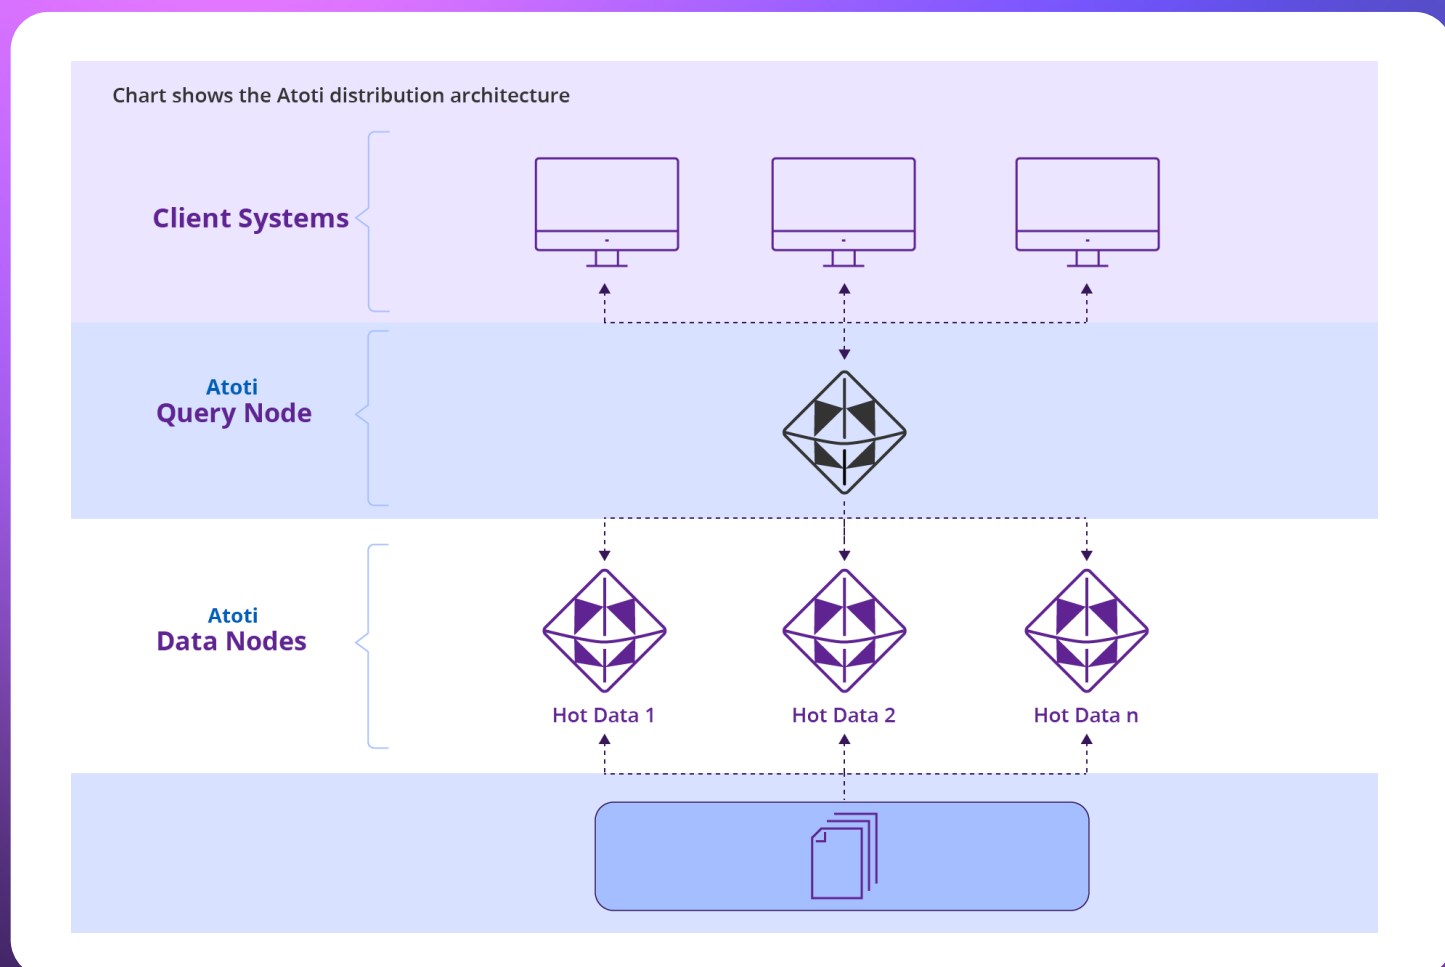 Chart shows the Atoti distribution architecture
Client Systems
Atoti
Query Node
Atoti
Data Nodes
Hot Data 1
Hot Data 2
Hot Data n